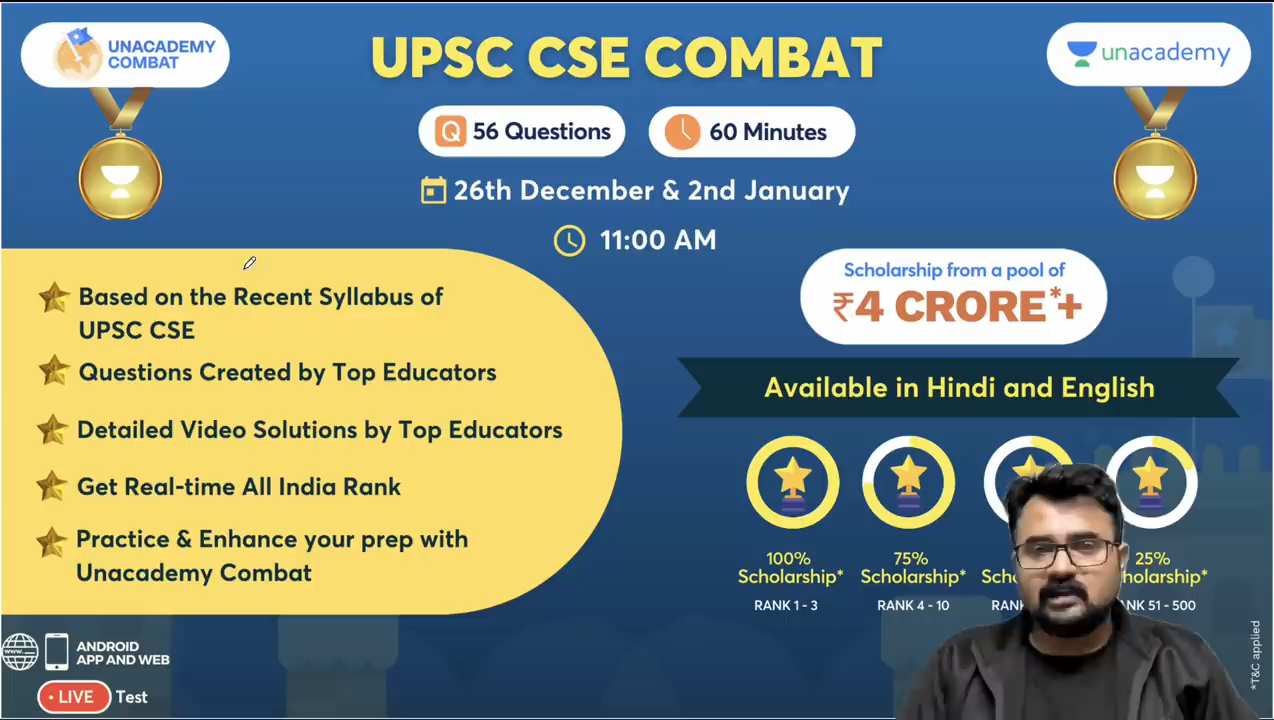 UNACADEMY
COMBAT
UPSC CSE COMBAT
unacademy
Q 56 Questions
60 Minutes
26th December & 2nd January
11:00 AM
Based on the Recent Syllabus of
UPSC CSE
Questions Created by Top Educators
Detailed Video Solutions by Top Educators
Get Real-time All India Rank
Practice & Enhance your prep with
Unacademy Combat
Scholarship from a pool of
₹4 CRORE*+
Available in Hindi and English
100%
Scholarship*
RANK 1 - 3
75%
Scholarship*
RANK 4 - 10
25%
RANK 51 - 500
*T&C applied
www.
ANDROID
APP AND WEB
• LIVE Test